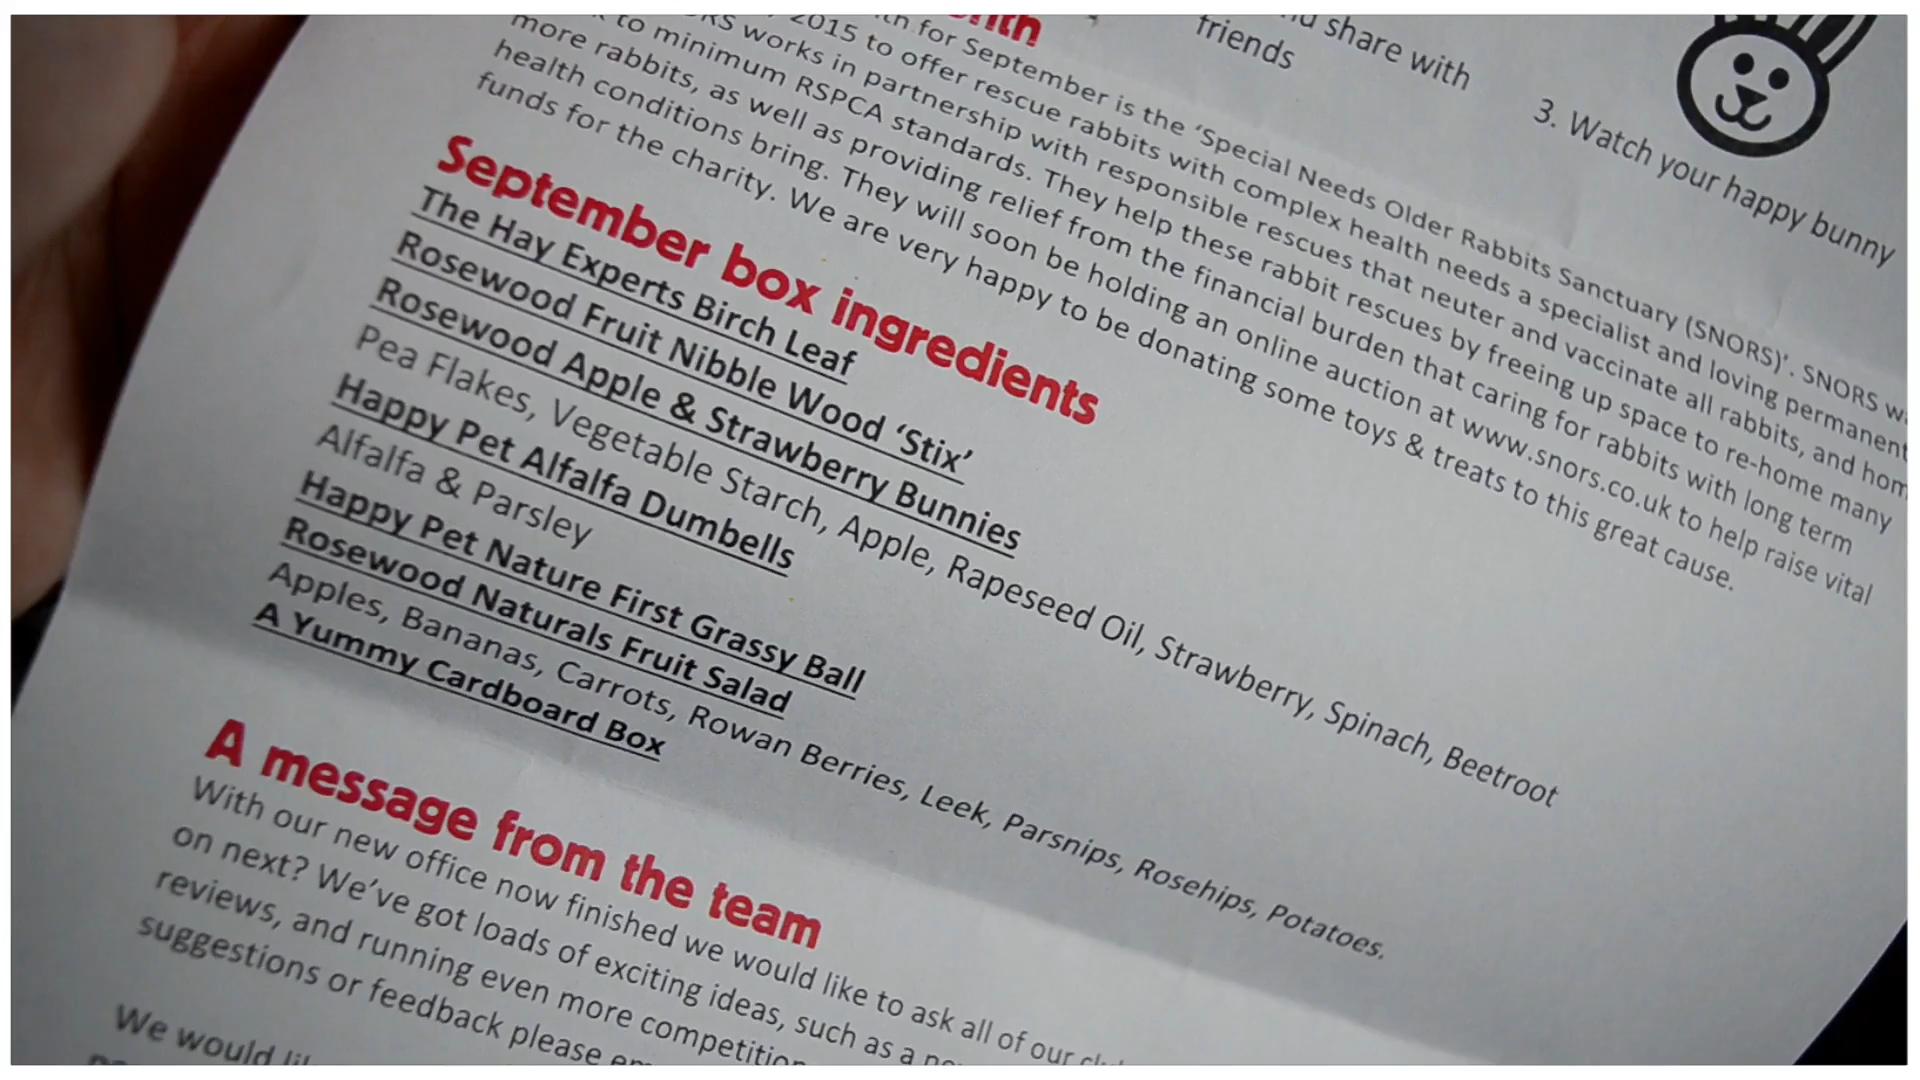 nd share with
friends
3. Watch your happy bunny
for September is the ‘Special Needs Older Rabbits Sanctuary (SNORS)’. SNORS
2015 to offer rescue rabbits with complex health needs a specialist and loving permanent
works in partnership with responsible rescues that neuter and vaccinate all rabbits, and hom
to minimum RSPCA standards. They help these rabbit rescues by freeing up space to re-home many
more rabbits, as well as providing relief from the financial burden that caring for rabbits with long term
health conditions bring. They will soon be holding an online auction at www.snors.co.uk to help raise vital
funds for the charity. We are very happy to be donating some toys & treats to this great cause.
September box ingredients
The Hay Experts Birch Leaf
Rosewood Fruit Nibble Wood ‘Stix’
Rosewood Apple & Strawberry Bunnies
Pea Flakes, Vegetable Starch, Apple, Rapeseed Oil, Strawberry, Spinach, Beetroot
Happy Pet Alfalfa Dumbells
Alfalfa & Parsley
Happy Pet Nature First Grassy Ball
Rosewood Naturals Fruit Salad
Apples, Bananas, Carrots, Rowan Berries, Leek, Parsnips, Rosehips, Potatoes.
A Yummy Cardboard Box
A message from the team
With our new office now finished we would like to ask all of our
on next? We’ve got loads of exciting ideas, such as a
reviews, and running even more
suggestions or feedback please
We would